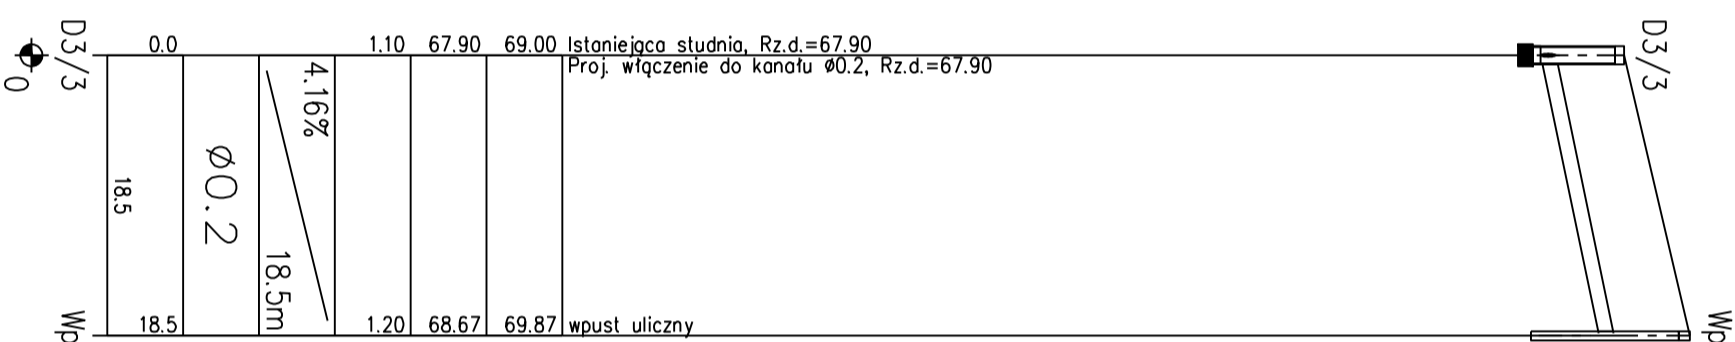 D3/3
0
0.0
1.10
67.90
69.00
Istaniejąca studnia, Rz.d.=67.90
Proj. włączenie do kanału ø0.2, Rz.d.=67.90
D3/3
4.16%
18.5
ø0.2
18.5m
Wp
18.5
1.20
68.67
69.87
wpust uliczny
Wp